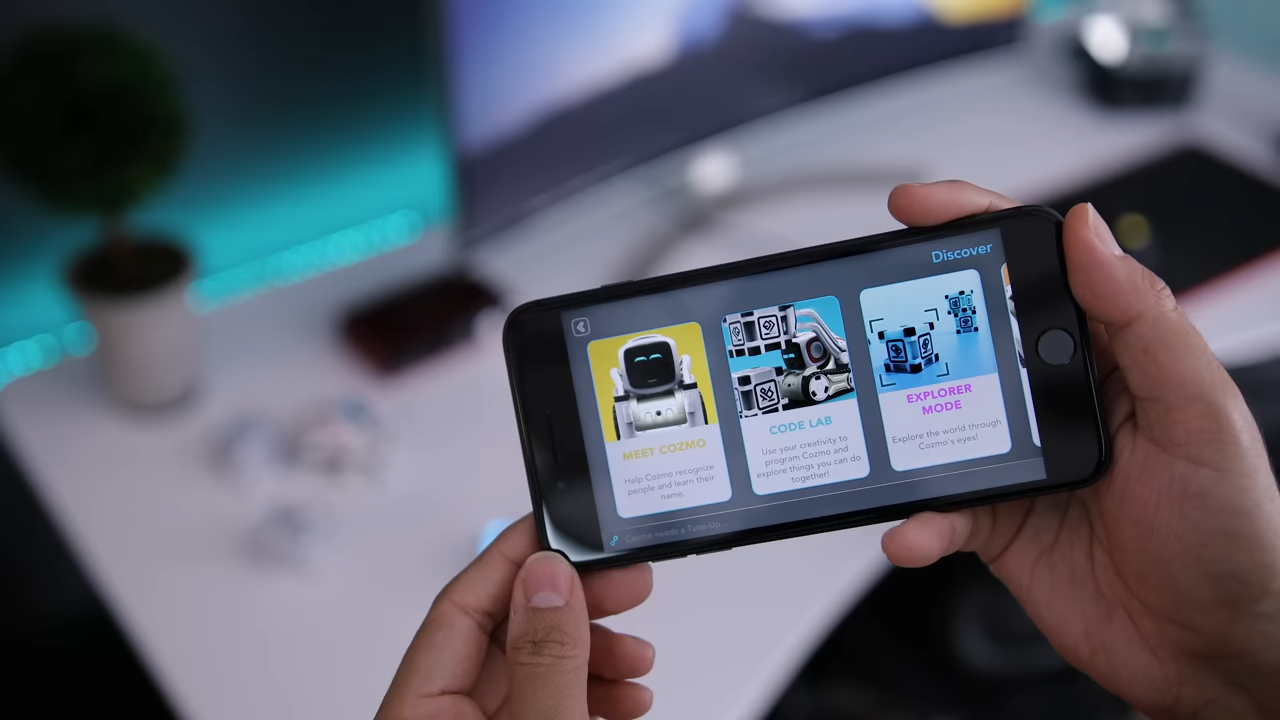 Discover
MEET COZMO
Help Cozmo recognize
people and learn their
name.
CODE LAB
Use your creativity to
program Cozmo and
explore things you can do
together!
EXPLORER
MODE
Explore the world through
Cozmo's eyes!
Cozmo needs a Tune-Up...